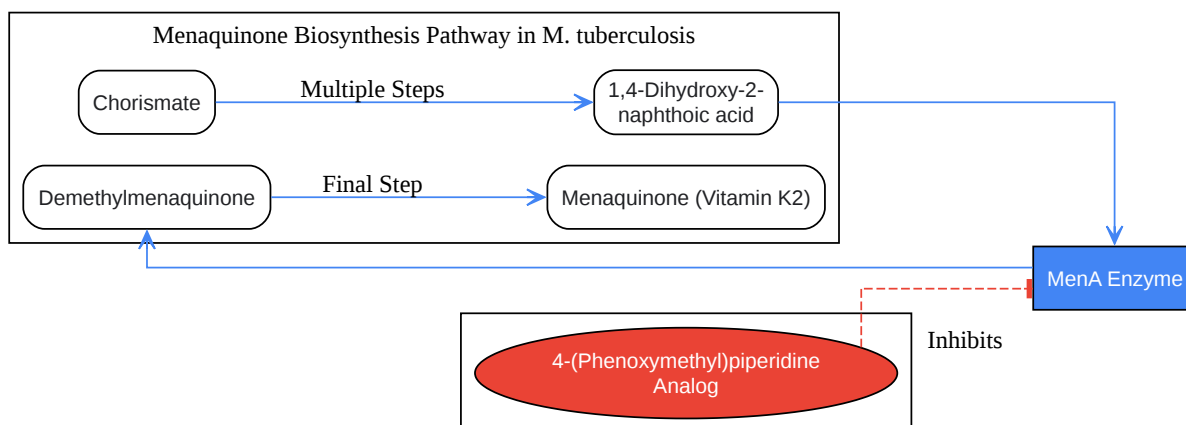 Menaquinone Biosynthesis Pathway in M. tuberculosis
Chorismate
Multiple Steps
1,4-Dihydroxy-2-
naphthoic acid
Demethylmenaquinone
Final Step
Menaquinone (Vitamin K2)
MenA Enzyme
Inhibits
4-(Phenoxymethyl)piperidine
Analog